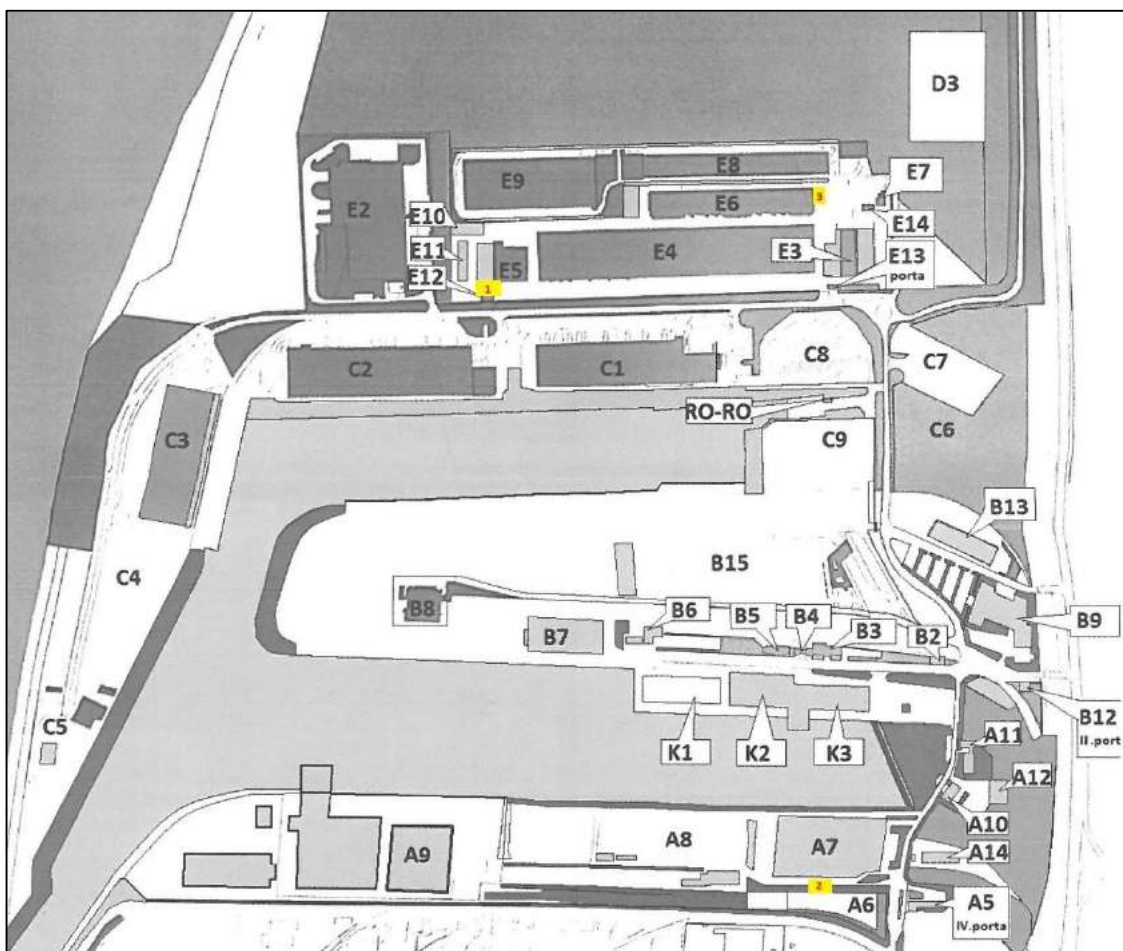 D3
E8
E7
E9
E2
E6
3
E10
E14
E11
E4
E3
E13
porta
E5
E12
1
C8
C7
C2
C1
RO-RO
C6
C3
C9
B13
C4
B15
B8
B6
B5
B4
B3
B2
B9
B7
C5
B12
II.port
K1
K2
K3
A11
A12
A10
A8
A7
A9
A14
2
A6
A5
IV.porta